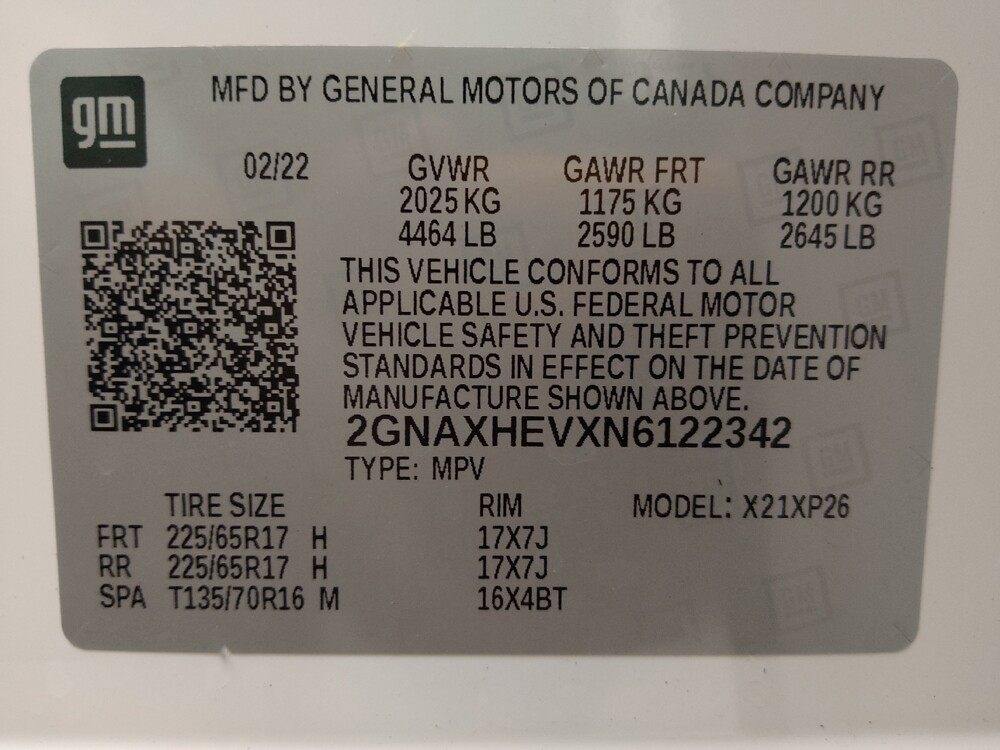 gm
MFD BY GENERAL MOTORS OF CANADA COMPANY
02/22 GVWR GAWR FRT GAWR RR
2025 KG 1175 KG 1200 KG
4464 LB 2590 LB 2645 LB
THIS VEHICLE CONFORMS TO ALL
APPLICABLE U.S. FEDERAL MOTOR
VEHICLE SAFETY AND THEFT PREVENTION
STANDARDS IN EFFECT ON THE DATE OF
MANUFACTURE SHOWN ABOVE.
2GNAXHEVXN6122342
TYPE: MPV
TIRE SIZE RIM MODEL: X21XP26
FRT 225/65R17 H 17X7J
RR 225/65R17 H 17X7J
SPA T135/70R16 M 16X4BT